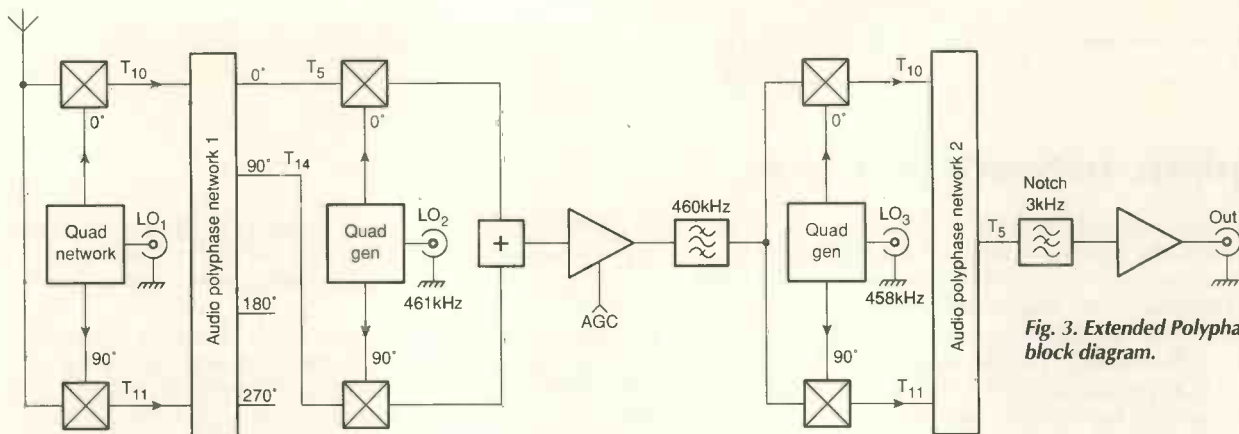 T10
0°
Quad
network
LO1
90°
T11
Audio polyphase network 1
0°
90°
180°
270°
T5
T14
0°
Quad
gen
LO2
461kHz
90°
+
AGC
460kHz
0°
Quad
gen
LO3
458kHz
90°
T10
T11
Audio polyphase network 2
T5
Notch
3kHz
Out
Fig. 3. Extended Polypha
block diagram.